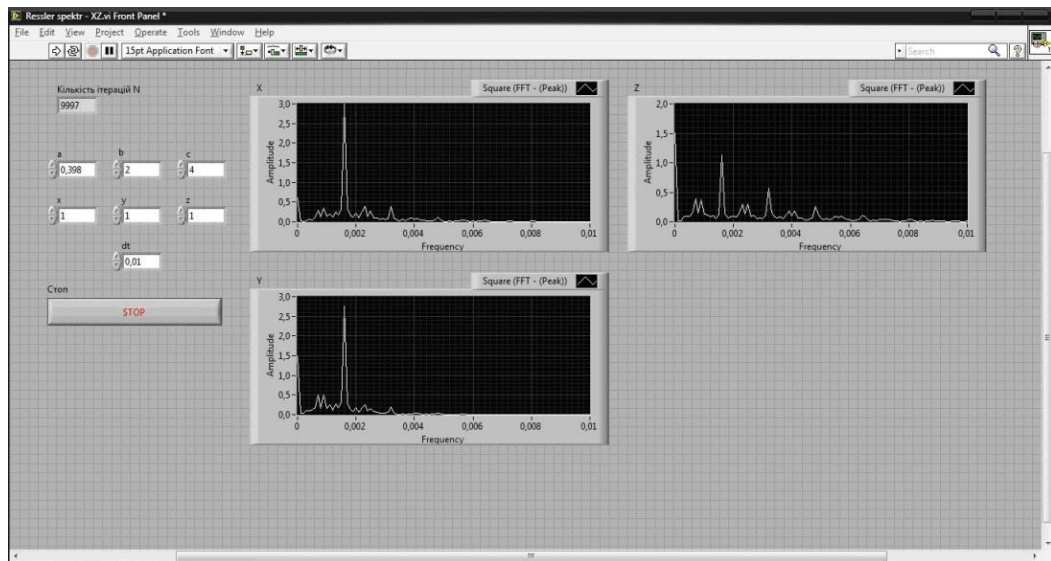 Ressler spektr - XZ.vi Front Panel *
File Edit View Project Operate Tools Window Help
15pt Application Font
Search
Кількість ітерацій N
9997
a b c
0,398 2 4
x y z
1 1 1
dt
0,01
Стоп
STOP
X
Square (FFT - (Peak))
Amplitude
3,0
2,5
2,0
1,5
1,0
0,5
0,0
0 0,002 0,004 0,006 0,008 0,01
Frequency
Z
Square (FFT - (Peak))
Amplitude
2,0
1,5
1,0
0,5
0,0
0 0,002 0,004 0,006 0,008 0,01
Frequency
Y
Square (FFT - (Peak))
Amplitude
3,0
2,5
2,0
1,5
1,0
0,5
0,0
0 0,002 0,004 0,006 0,008 0,01
Frequency